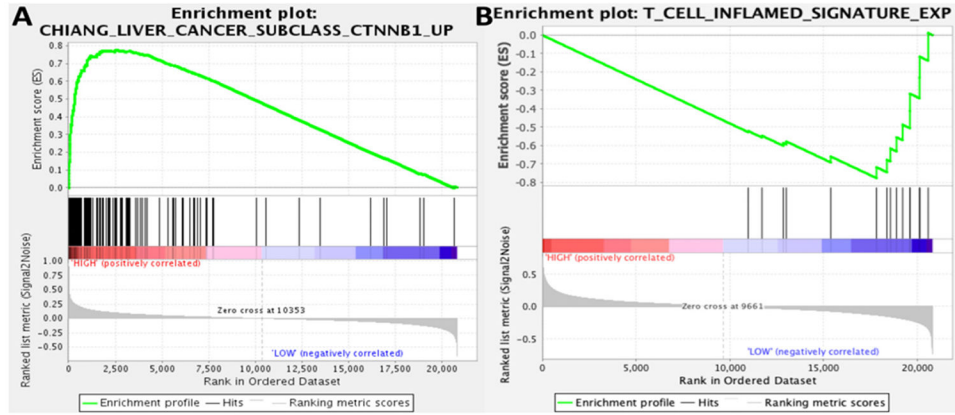 A
Enrichment plot:
CHIANG_LIVER_CANCER_SUBCLASS_CTNNB1_UP
Enrichment score (ES)
0.8
0.7
0.6
0.5
0.4
0.3
0.2
0.1
0.0
'HIGH' (positively correlated)
Ranked list metric (Signal2Noise)
1.00
0.75
0.50
0.25
0.00
-0.25
-0.50
Zero cross at 10353
'LOW' (negatively correlated)
0 2,500 5,000 7,500 10,000 12,500 15,000 17,500 20,000
Rank in Ordered Dataset
Enrichment profile Hits Ranking metric scores
B
Enrichment plot: T_CELL_INFLAMED_SIGNATURE_EXP
Enrichment score (ES)
0.0
-0.1
-0.2
-0.3
-0.4
-0.5
-0.6
-0.7
-0.8
'HIGH' (positively correlated)
Ranked list metric (Signal2Noise)
0.5
0.0
-0.5
Zero cross at 9661
'LOW' (negatively correlated)
0 5,000 10,000 15,000 20,000
Rank in Ordered Dataset
Enrichment profile Hits Ranking metric scores